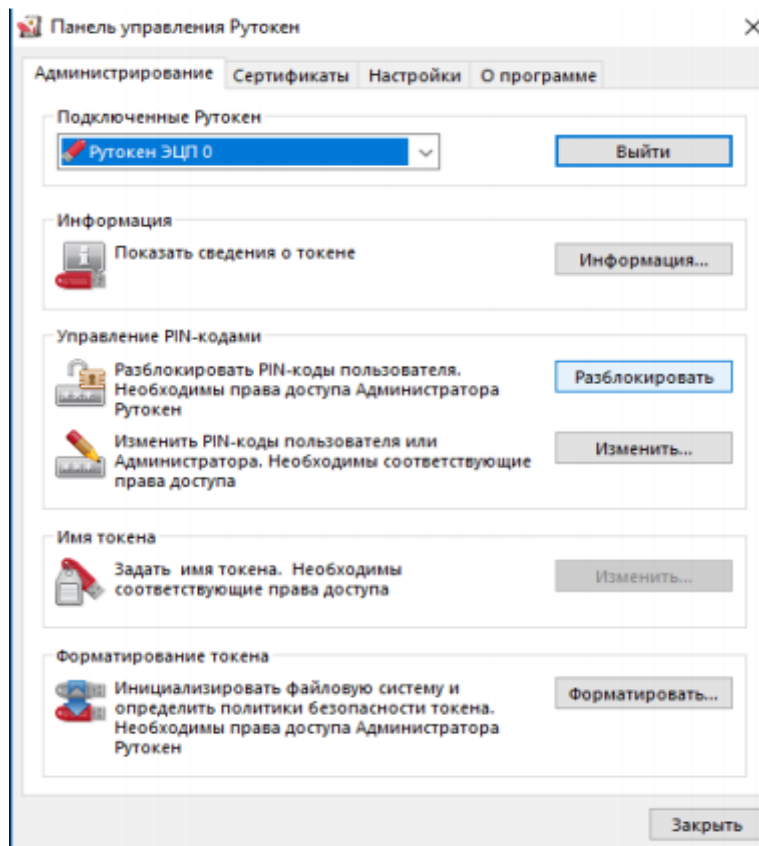 Панель управления Рутокен
Администрирование Сертификаты Настройки О программе
Подключенные Рутокен
Рутокен ЭЦП 0
Выйти
Информация
Показать сведения о токене
Информация...
Управление PIN-кодами
Разблокировать PIN-коды пользователя.
Необходимы права доступа Администратора
Рутокен
Разблокировать
Изменить PIN-коды пользователя или
Администратора. Необходимы соответствующие
права доступа
Изменить...
Имя токена
Задать имя токена. Необходимы
соответствующие права доступа
Изменить...
Форматирование токена
Инициализировать файловую систему и
определить политики безопасности токена.
Необходимы права доступа Администратора
Рутокен
Форматировать...
Закрыть